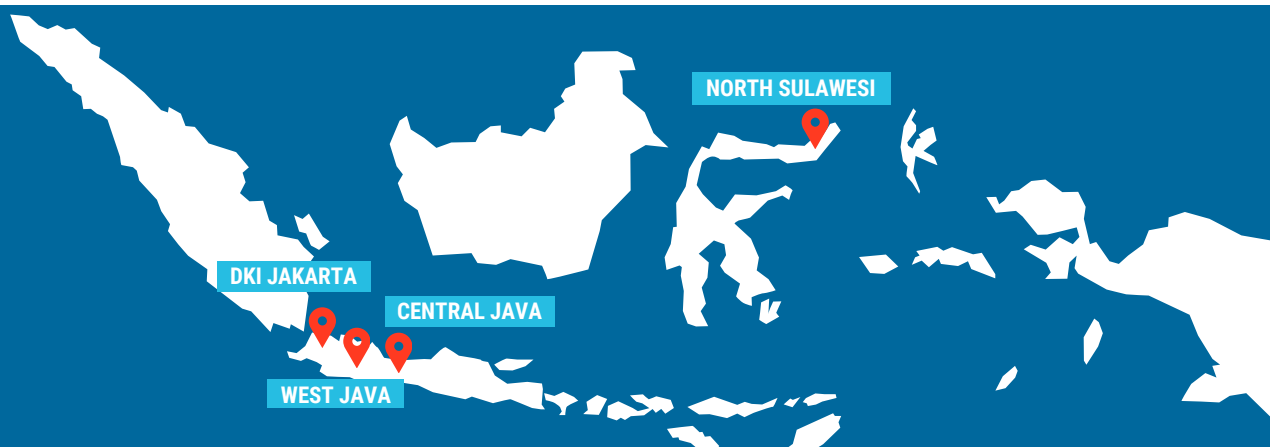 NORTH SULAWESI
DKI JAKARTA
CENTRAL JAVA
WEST JAVA